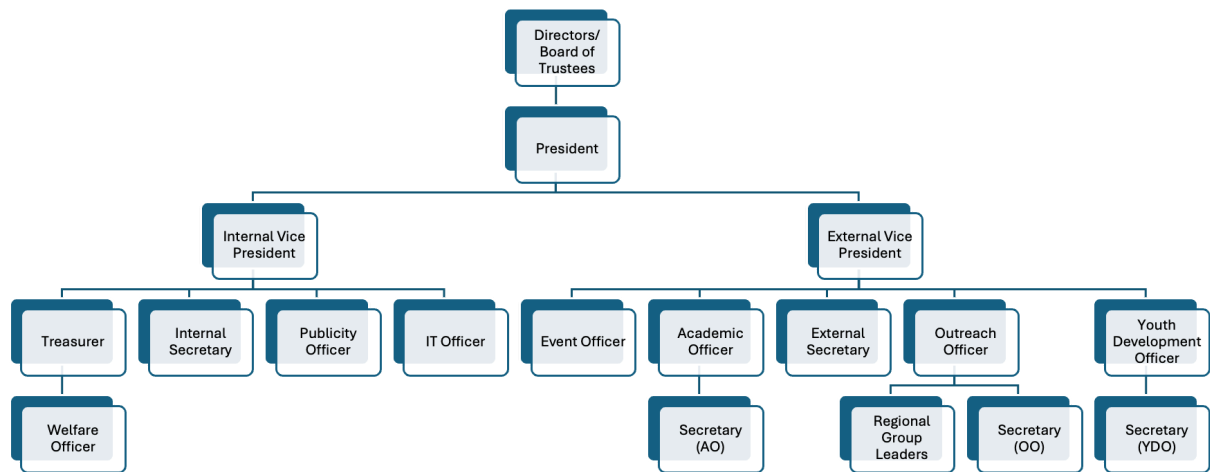 Directors/
Board of
Trustees
President
Internal Vice
President
External Vice
President
Treasurer
Internal
Secretary
Publicity
Officer
IT Officer
Event Officer
Academic
Officer
External
Secretary
Outreach
Officer
Youth
Development
Officer
Welfare
Officer
Secretary
(AO)
Regional
Group
Leaders
Secretary
(OO)
Secretary
(YDO)